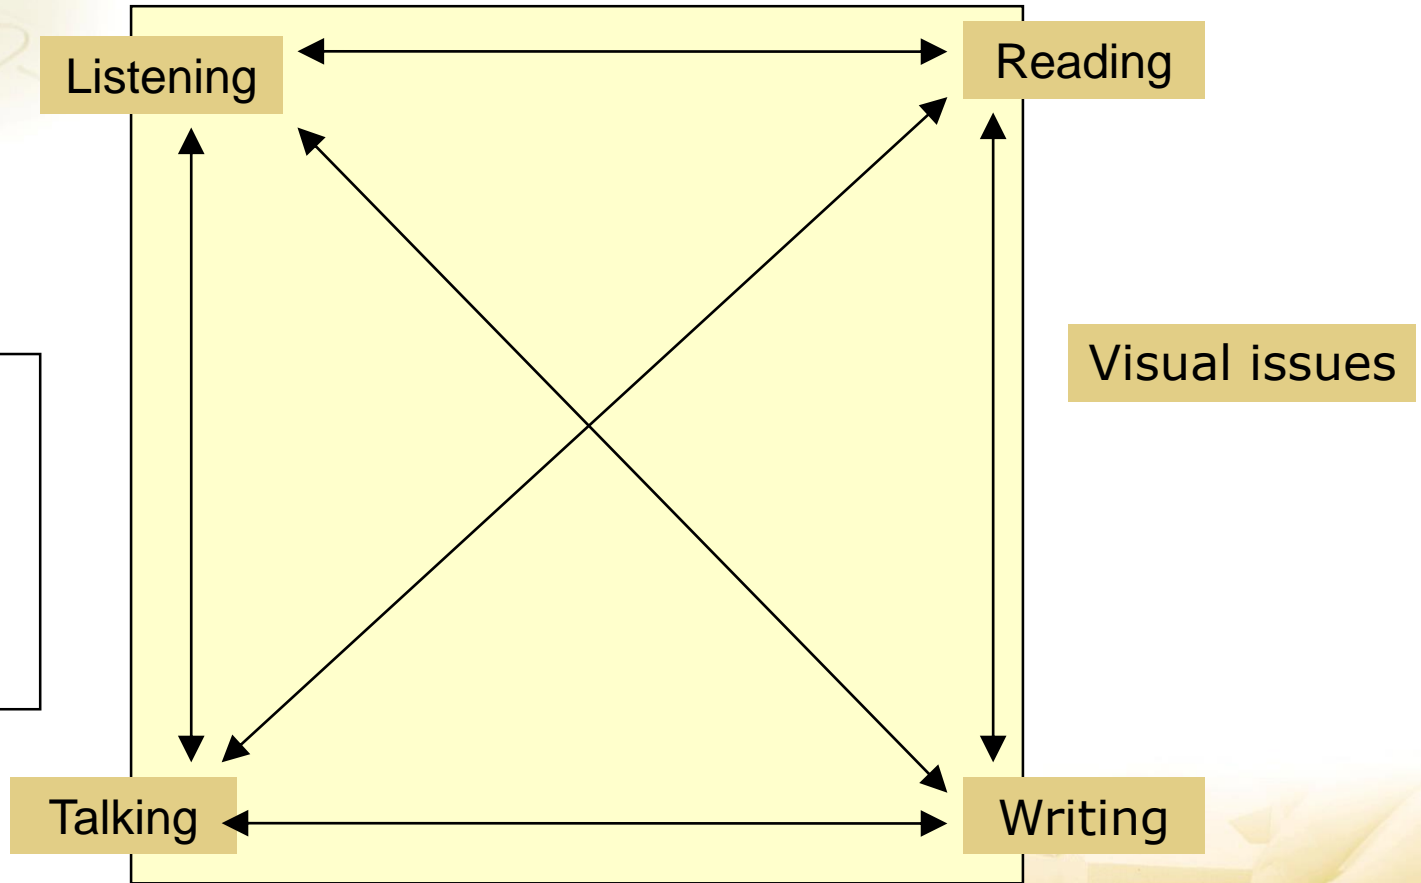 Listening
Reading
Visual issues
Talking
Writing